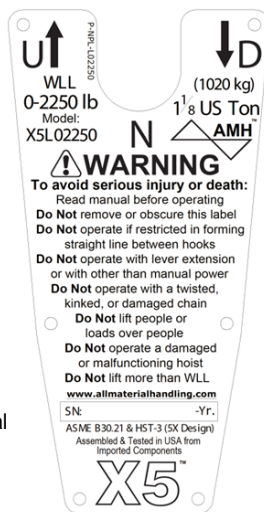 P-NPL-L02250
U
D
WLL
0-2250 lb
Model:
X5L02250
(1020 kg)
1 1/8 US Ton
N
AMH™
WARNING
To avoid serious injury or death:
Read manual before operating
Do Not remove or obscure this label
Do Not operate if restricted in forming
straight line between hooks
Do Not operate with lever extension
or with other than manual power
Do Not operate with a twisted,
kinked, or damaged chain
Do Not lift people or
loads over people
Do Not operate a damaged
or malfunctioning hoist
Do Not lift more than WLL
www.allmaterialhandling.com
SN: -Yr.
al
ASME B30.21 & HST-3 (5X Design)
Assembled & Tested in USA from
Imported Components
X5™